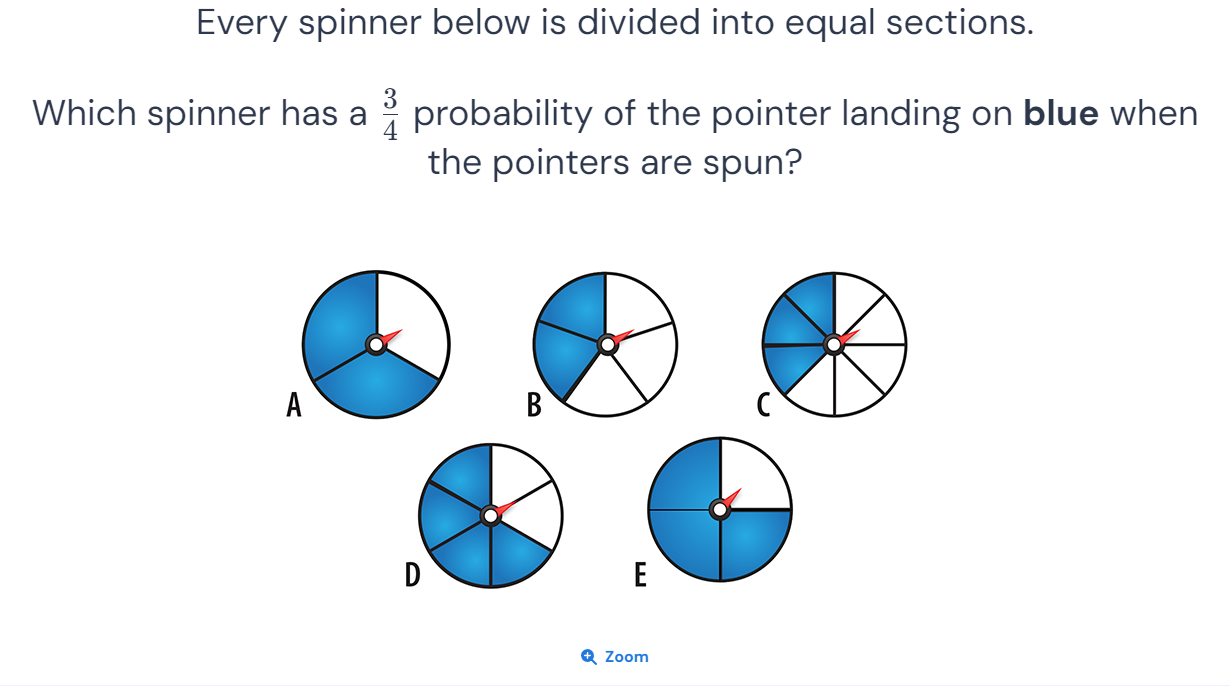 Every spinner below is divided into equal sections.
Which spinner has a 3/4 probability of the pointer landing on blue when
the pointers are spun?
A B C
D E
Zoom